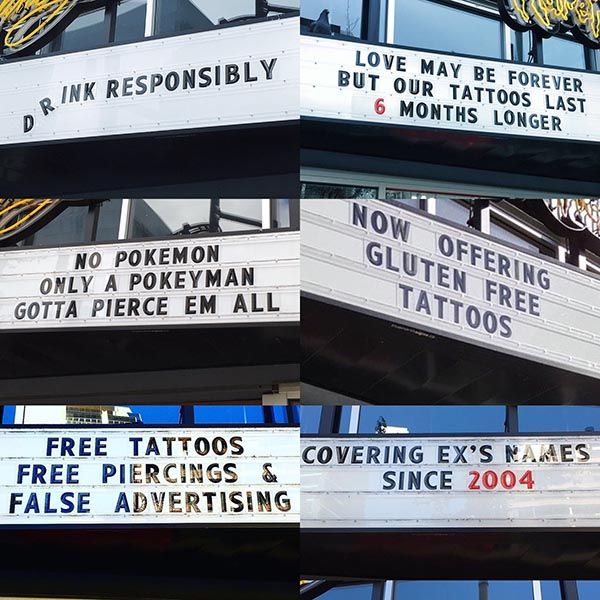 DRINK RESPONSIBLY
LOVE MAY BE FOREVER
BUT OUR TATTOOS LAST
6 MONTHS LONGER
NO POKEMON
ONLY A POKEYMAN
GOTTA PIERCE EM ALL
NOW OFFERING
GLUTEN FREE
TATTOOS
FREE TATTOOS
FREE PIERCINGS &
FALSE ADVERTISING
COVERING EX'S NAMES
SINCE 2004